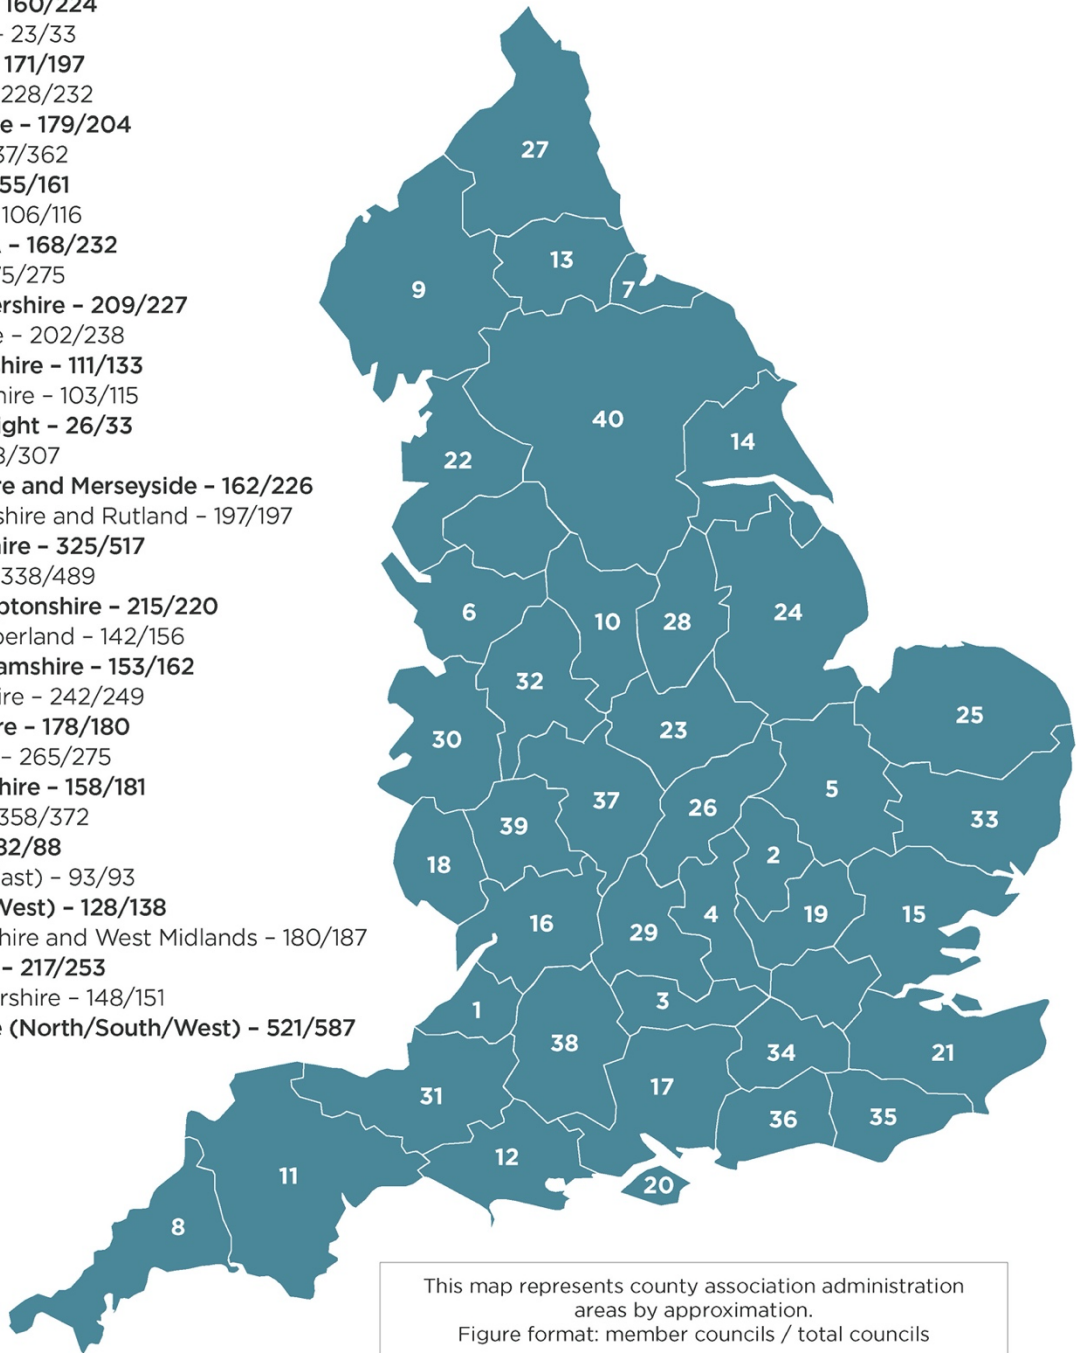 160/224
– 23/33
171/197
228/232
e – 179/204
37/362
55/161
106/116
– 168/232
75/275
ershire – 209/227
e – 202/238
hire – 111/133
hire – 103/115
ight – 26/33
8/307
re and Merseyside – 162/226
shire and Rutland – 197/197
ire – 325/517
338/489
ptonshire – 215/220
berland – 142/156
amshire – 153/162
ire – 242/249
re – 178/180
– 265/275
hire – 158/181
358/372
82/88
ast) – 93/93
West) – 128/138
hire and West Midlands – 180/187
– 217/253
ershire – 148/151
e (North/South/West) – 521/587
27
13
7
9
40
14
22
6
10
28
24
32
25
23
30
5
37
26
33
39
2
18
4
19
15
16
29
3
1
38
34
21
17
31
36
35
12
11
20
8
This map represents county association administration
areas by approximation.
Figure format: member councils / total councils